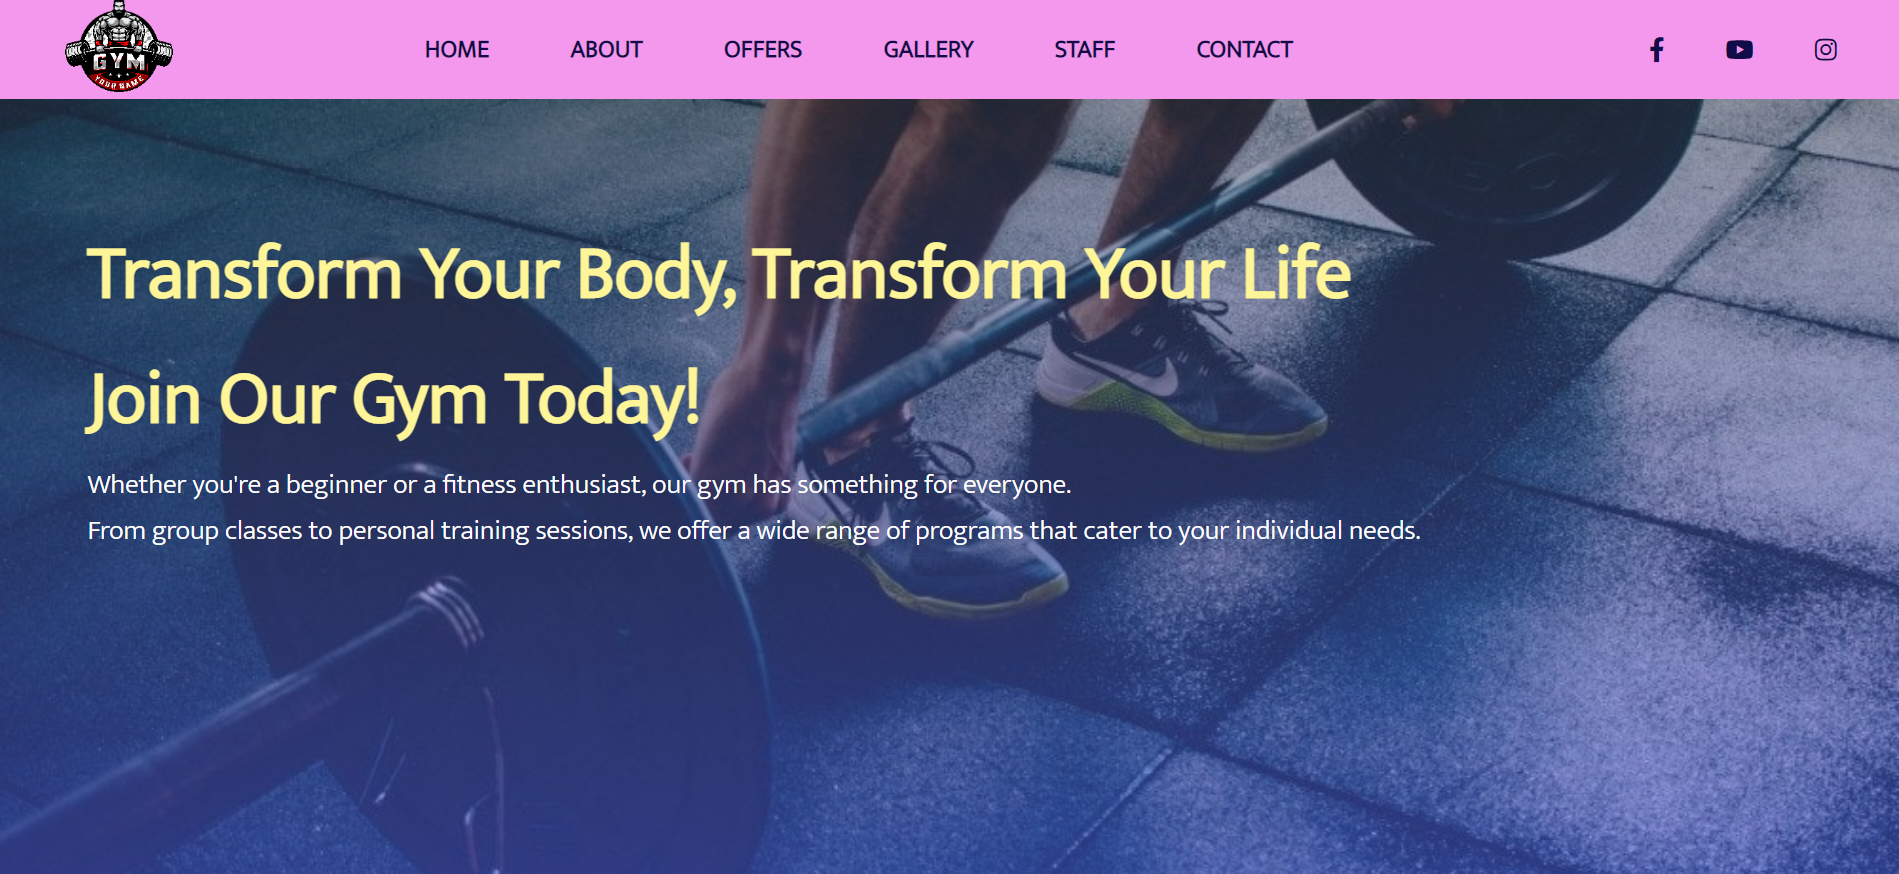 GYM
YOUR NAME
HOME ABOUT OFFERS GALLERY STAFF CONTACT
Transform Your Body, Transform Your Life
Join Our Gym Today!
Whether you're a beginner or a fitness enthusiast, our gym has something for everyone.
From group classes to personal training sessions, we offer a wide range of programs that cater to your individual needs.